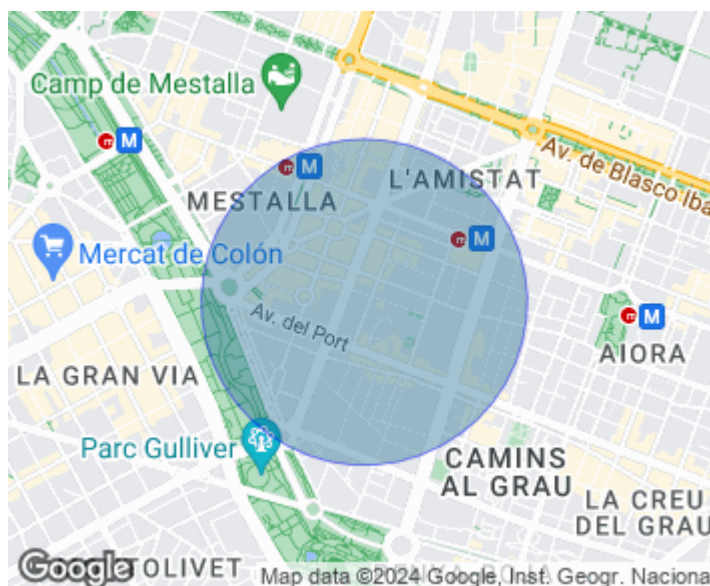 Camp de Mestalla
M
M
MESTALLA
L'AMISTAT
Av. de Blasco Iba
M
Mercat de Colón
M
Av. del Port
AIORA
LA GRAN VIA
Parc Gulliver
CAMINS
AL GRAU
LA CREU
DEL GRAU
Google
TOLIVET
Map data ©2024 Google, Inst. Geogr. Naciona